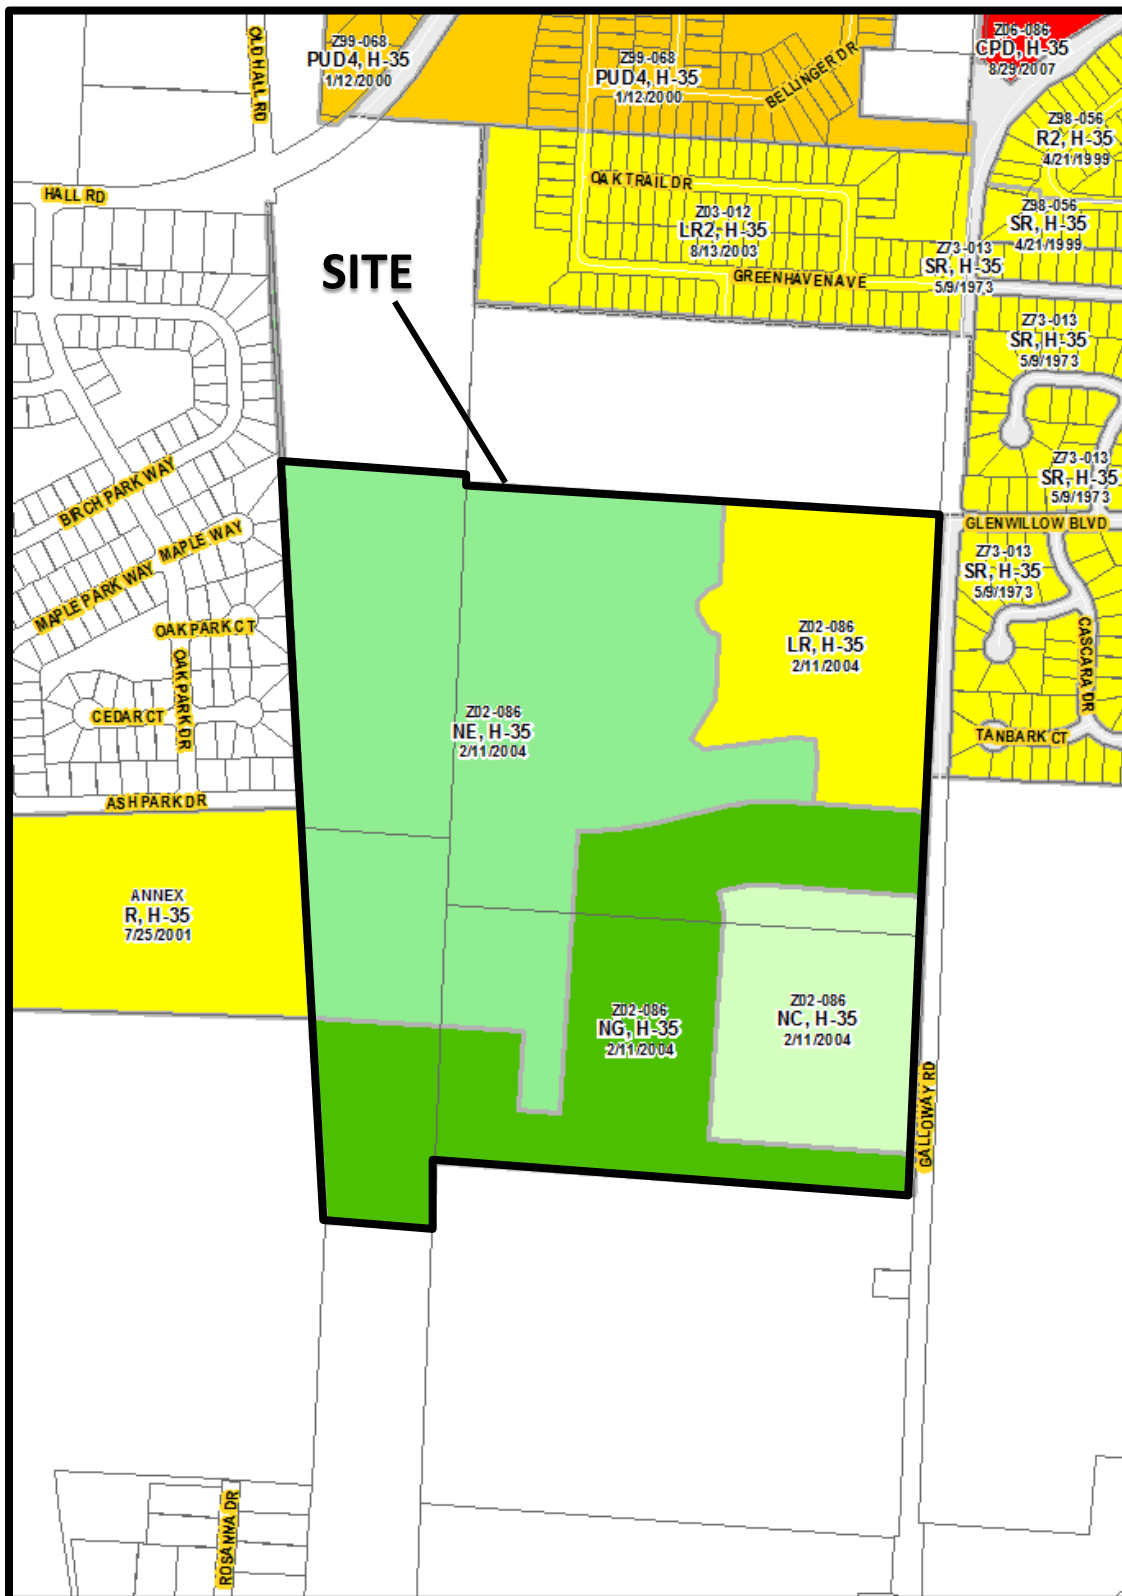 Z99-068
PUD4, H-35
1/12/2000
Z99-068
PUD4, H-35
1/12/2000
BELLINGER DR
Z06-086
CPD, H-35
8/29/2007
OLD HALL RD
Z98-056
R2, H-35
4/21/1999
HALL RD
OAK TRAIL DR
Z03-012
LR2, H-35
8/13/2003
Z98-056
SR, H-35
4/21/1999
Z73-013
SR, H-35
5/9/1973
GREENHAVEN AVE
SITE
Z73-013
SR, H-35
5/9/1973
Z73-013
SR, H-35
5/9/1973
BIRCH PARK WAY
MAPLE WAY
MAPLE PARK WAY
GLENWILLOW BLVD
Z73-013
SR, H-35
5/9/1973
OAK PARK CT
OAK PARK DR
CEDAR CT
ASH PARK DR
Z02-086
LR, H-35
2/11/2004
CASCARA DR
TANBARK CT
Z02-086
NE, H-35
2/11/2004
ANNEX
R, H-35
7/25/2001
Z02-086
NG, H-35
2/11/2004
Z02-086
NC, H-35
2/11/2004
GALLOWAY RD
ROSANNA DR